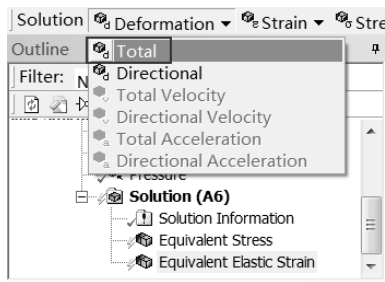 Solution Deformation Strain Stre
Outline
Total
Filter: N
Directional
Total Velocity
Directional Velocity
Total Acceleration
Directional Acceleration
Pressure
Solution (A6)
Solution Information
Equivalent Stress
Equivalent Elastic Strain